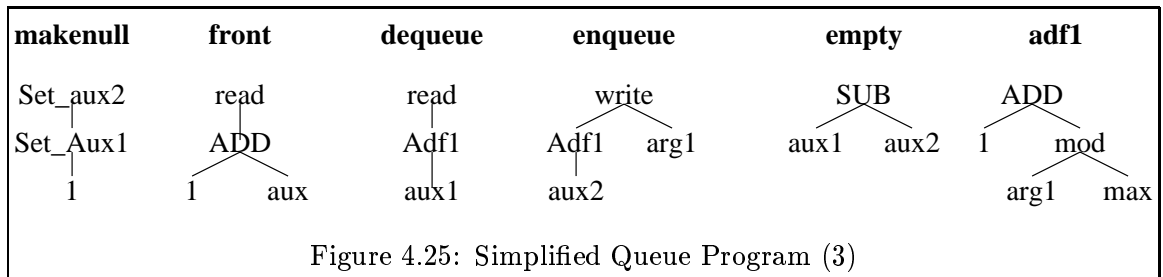 makenull front dequeue enqueue empty adf1
Set_aux2 read read write SUB ADD
Set_Aux1 ADD Adf1 Adf1 arg1 aux1 aux2 1 mod
1 1 aux aux1 aux2 arg1 max
Figure 4.25: Simplified Queue Program (3)